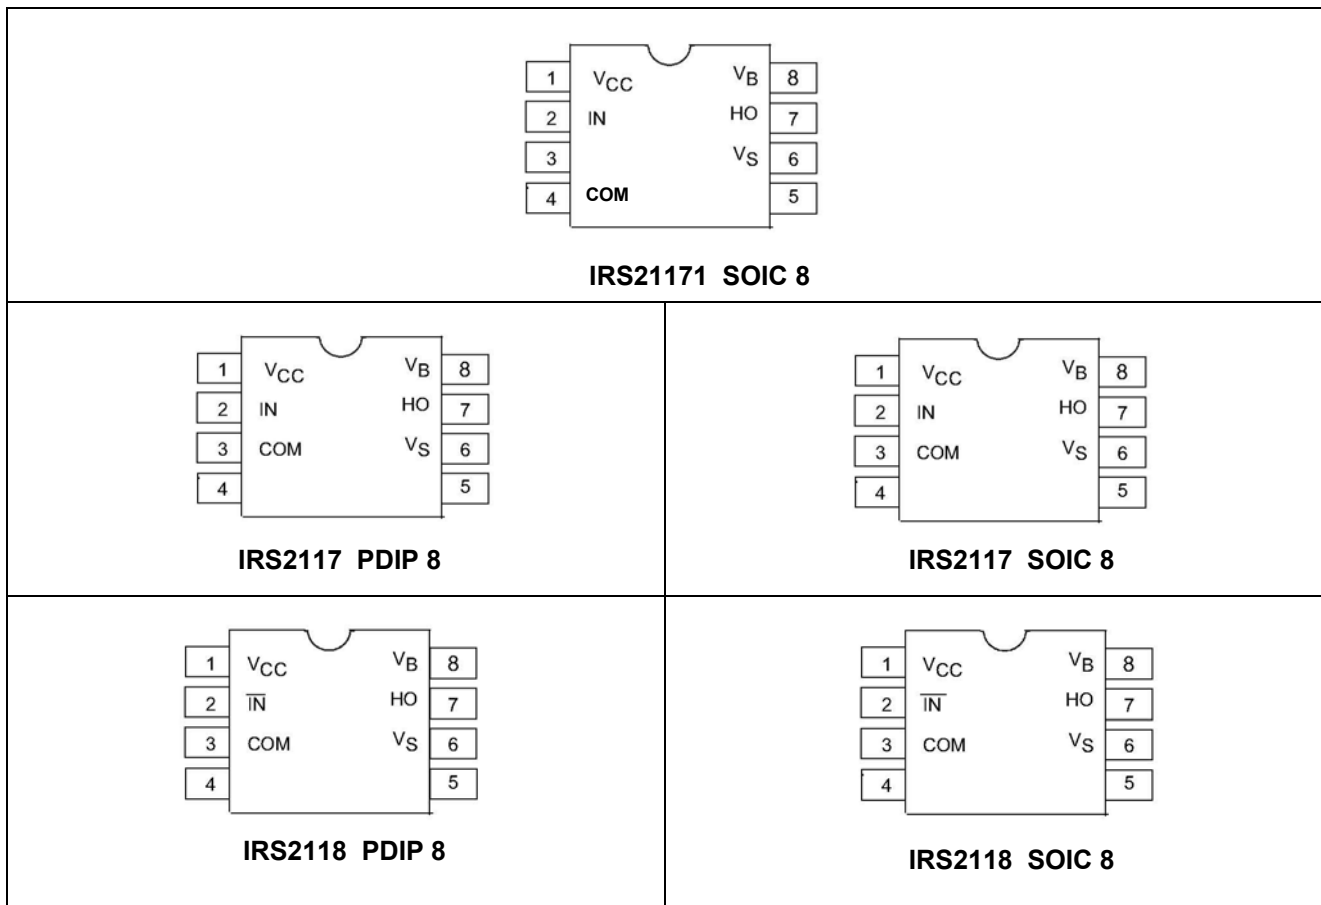 1 VCC VB 8
2 IN HO 7
3 VS 6
4 COM 5
IRS21171 SOIC 8
1 VCC VB 8
2 IN HO 7
3 COM VS 6
4 5
IRS2117 PDIP 8
1 VCC VB 8
2 IN HO 7
3 COM VS 6
4 5
IRS2117 SOIC 8
1 VCC VB 8
2 I̅N̅ HO 7
3 COM VS 6
4 5
IRS2118 PDIP 8
1 VCC VB 8
2 I̅N̅ HO 7
3 COM VS 6
4 5
IRS2118 SOIC 8